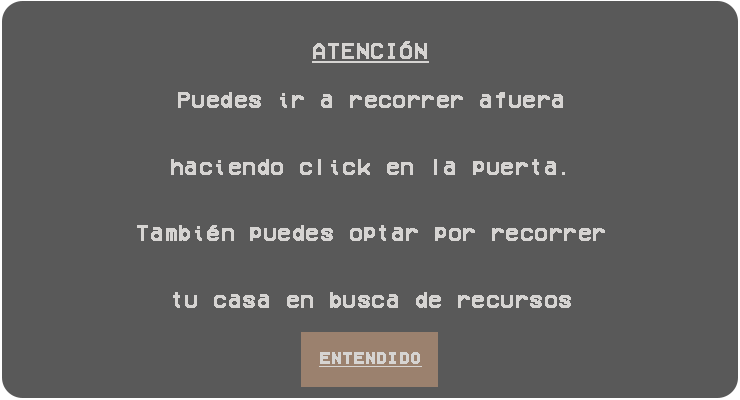 ATENCIÓN
Puedes ir a recorrer afuera
haciendo click en la puerta.
También puedes optar por recorrer
tu casa en busca de recursos
ENTENDIDO